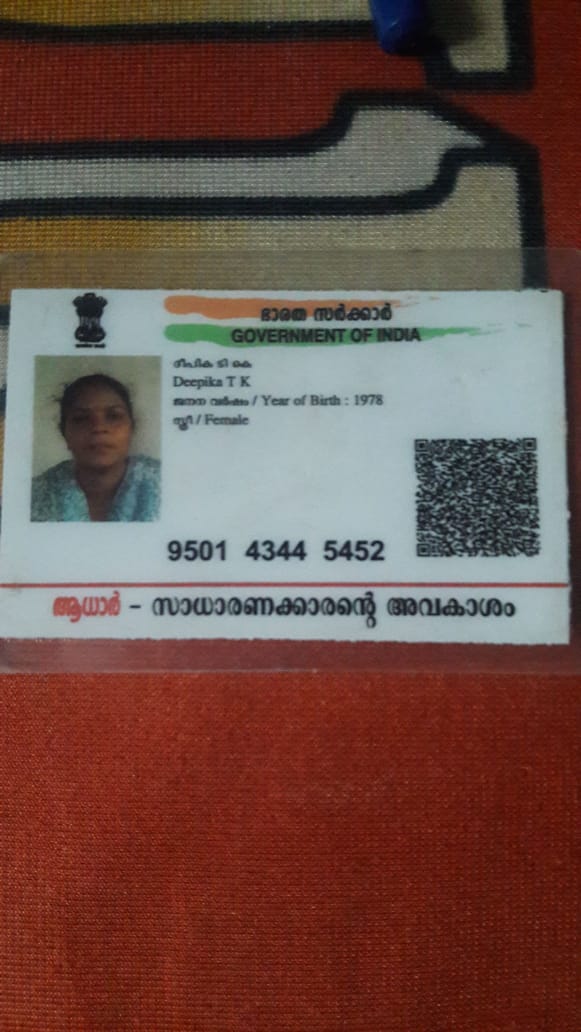 ഭാരത സർക്കാർ
GOVERNMENT OF INDIA
ദീപിക ടി കെ
Deepika T K
ജനന വർഷം / Year of Birth : 1978
സ്ത്രീ / Female
9501 4344 5452
ആധാർ – സാധാരണക്കാരന്റെ അവകാശം